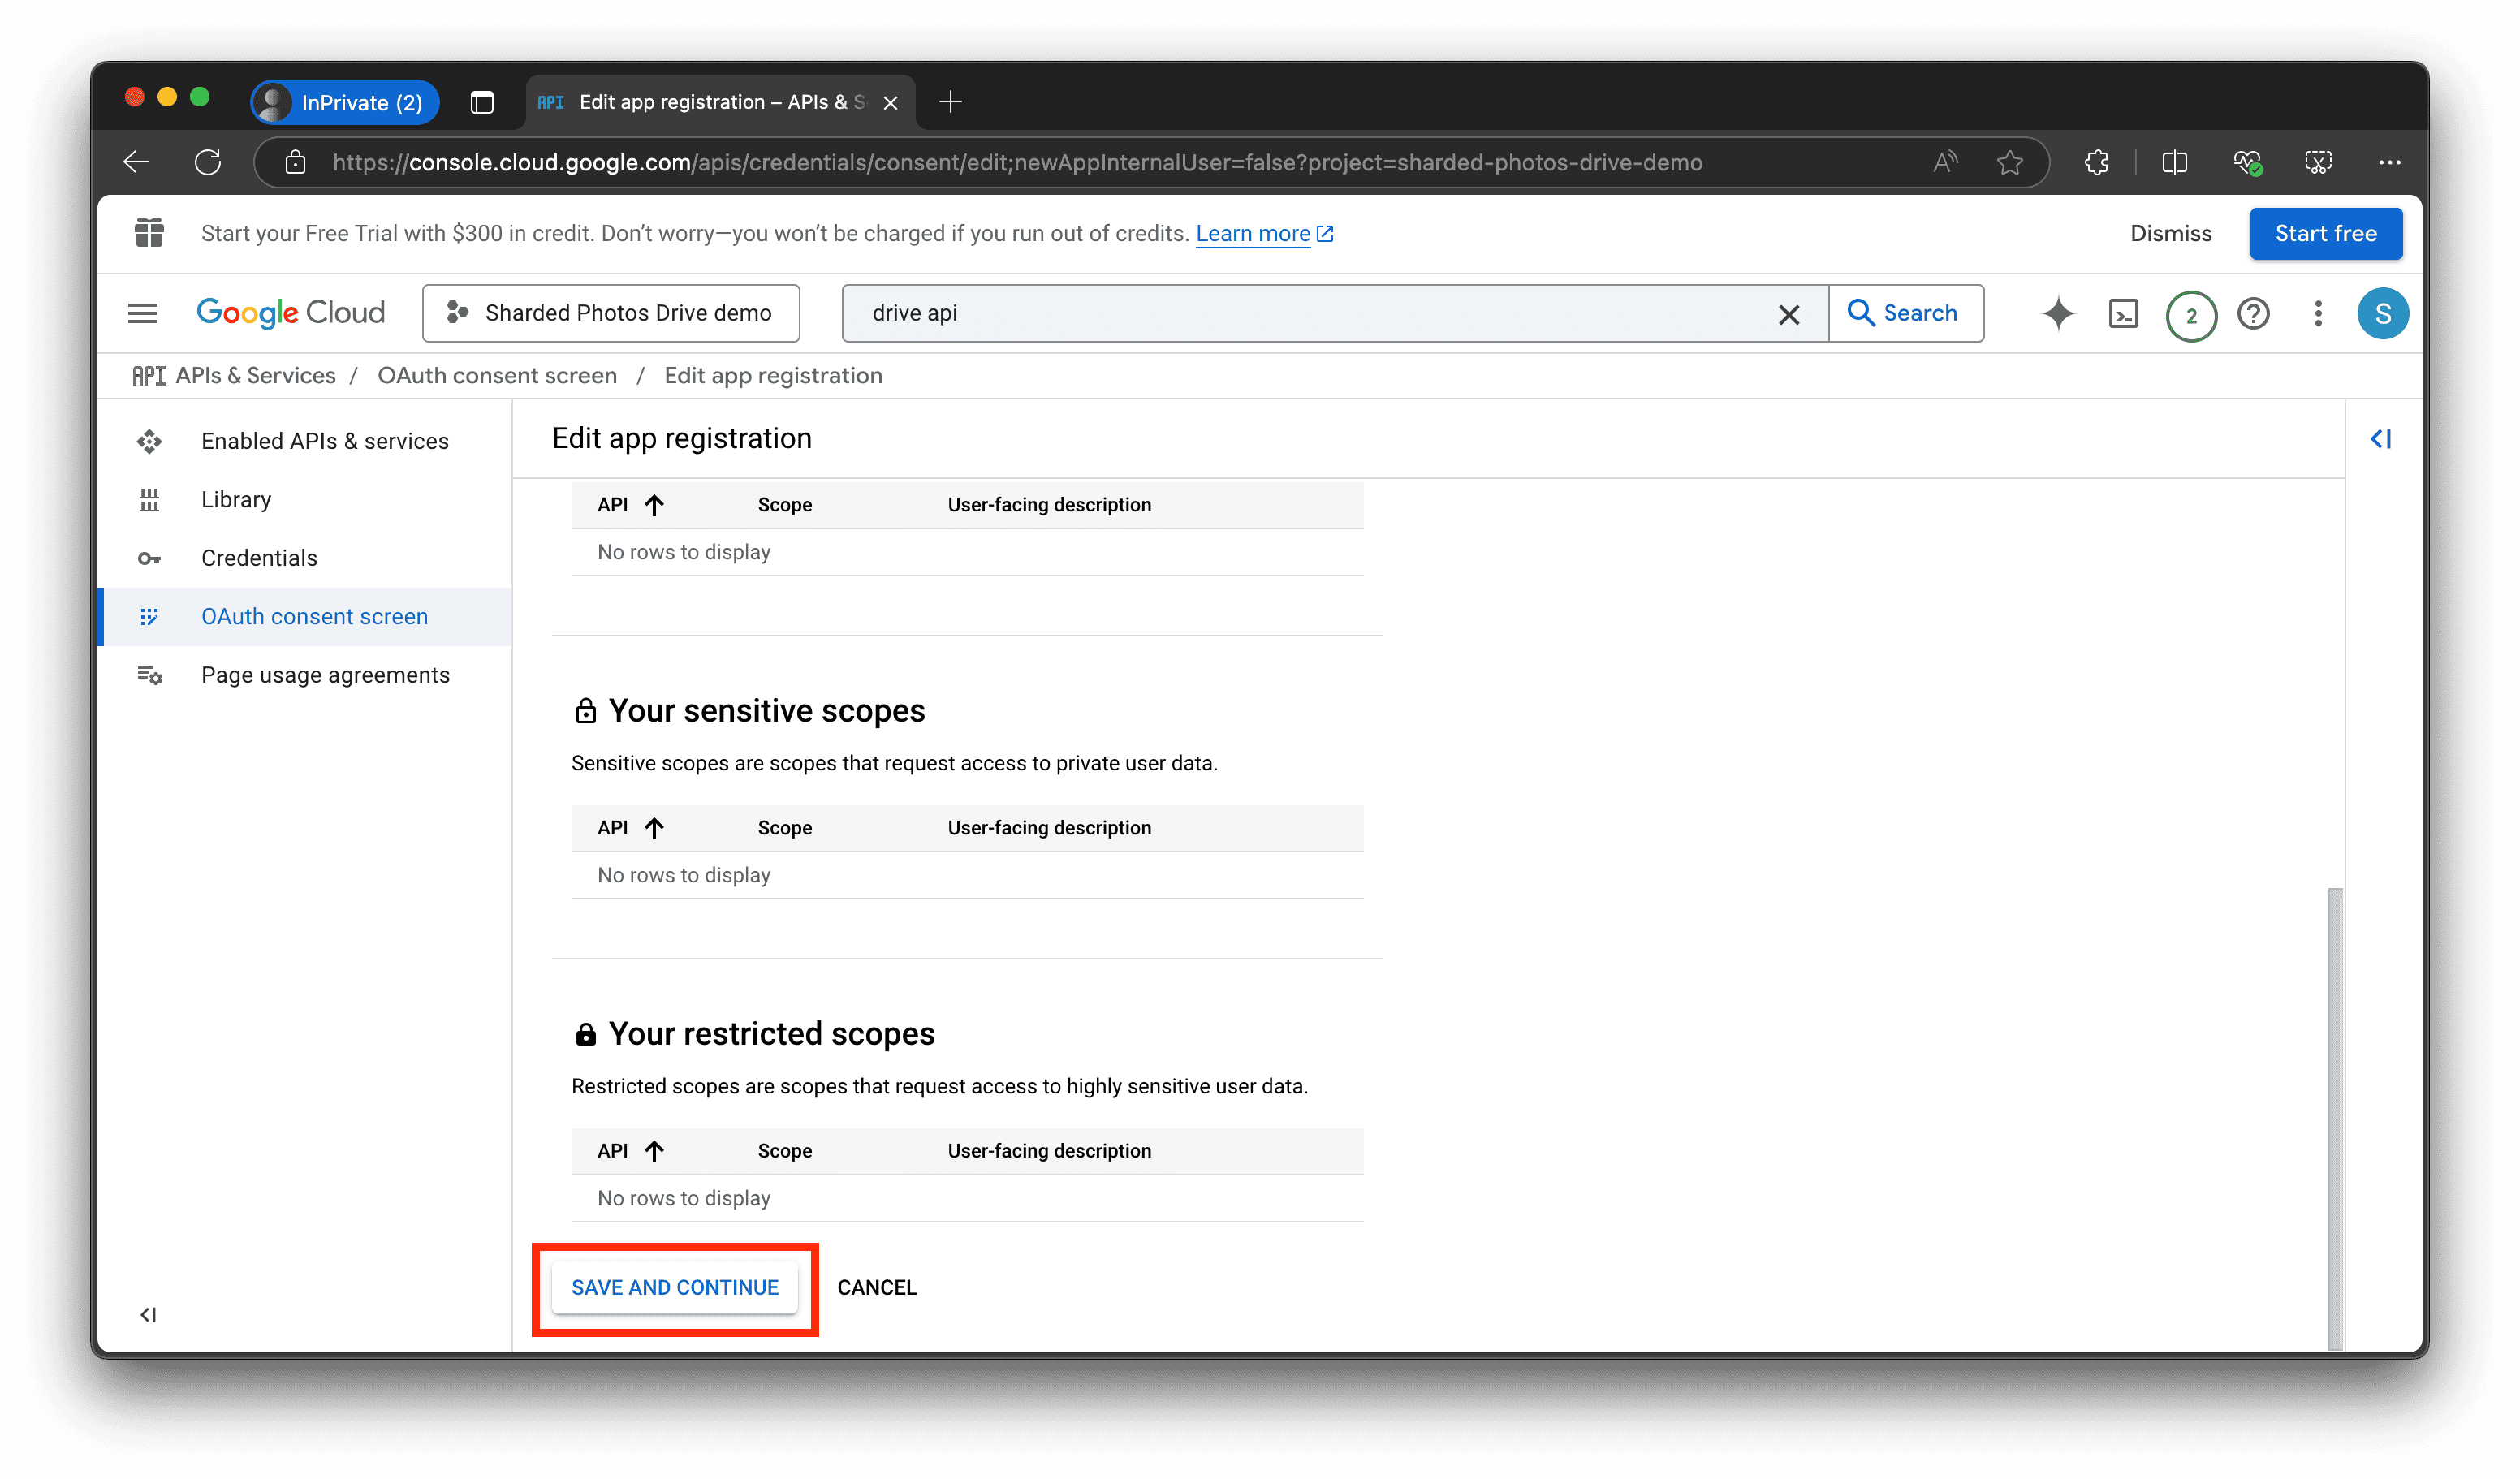 InPrivate (2)
API Edit app registration – APIs & S
https://console.cloud.google.com/apis/credentials/consent/edit;newAppInternalUser=false?project=sharded-photos-drive-demo
Start your Free Trial with $300 in credit. Don’t worry—you won’t be charged if you run out of credits. Learn more
Dismiss
Start free
Google Cloud
Sharded Photos Drive demo
drive api
Search
2
S
API APIs & Services / OAuth consent screen / Edit app registration
Enabled APIs & services
Library
Credentials
OAuth consent screen
Page usage agreements
Edit app registration
API Scope User-facing description
No rows to display
Your sensitive scopes
Sensitive scopes are scopes that request access to private user data.
API Scope User-facing description
No rows to display
Your restricted scopes
Restricted scopes are scopes that request access to highly sensitive user data.
API Scope User-facing description
No rows to display
SAVE AND CONTINUE
CANCEL